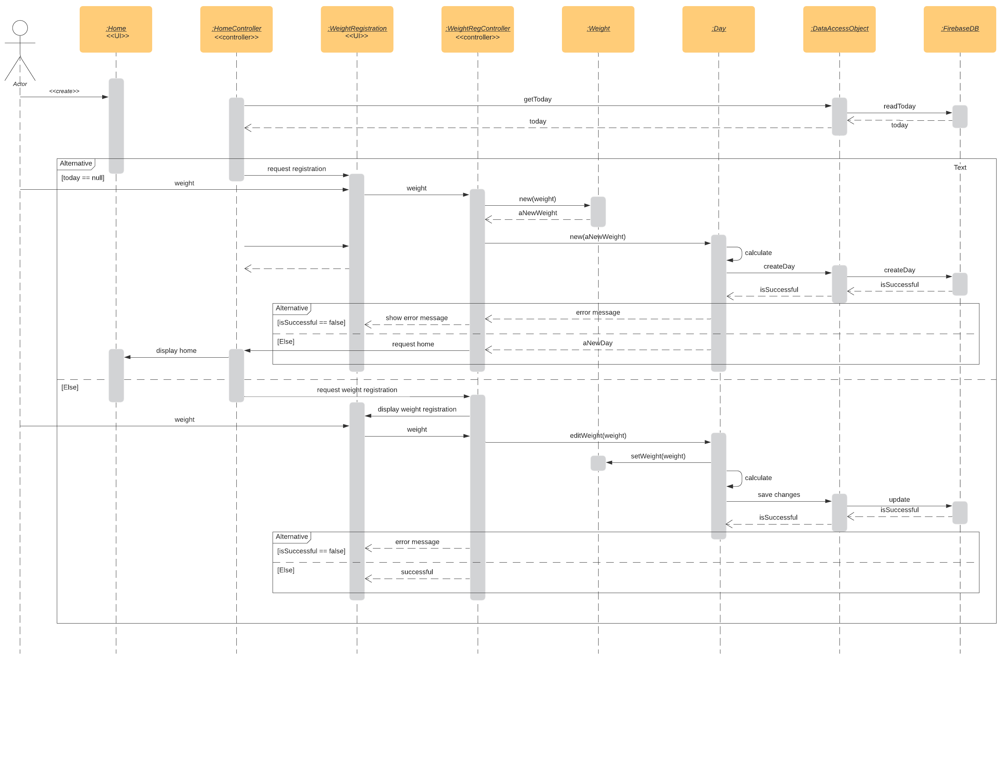 :Home
<<UI>>
:HomeController
<<controller>>
:WeightRegistration
<<UI>>
:WeightRegController
<<controller>>
:Weight
:Day
:DataAccessObject
:FirebaseDB
Actor
<<create>>
getToday
readToday
today
today
Alternative
Text
[today == null]
request registration
weight
weight
new(weight)
aNewWeight
new(aNewWeight)
calculate
createDay
createDay
isSuccessful
isSuccessful
Alternative
error message
show error message
[isSuccessful == false]
[Else]
request home
aNewDay
display home
[Else]
request weight registration
display weight registration
weight
weight
editWeight(weight)
setWeight(weight)
calculate
save changes
update
isSuccessful
isSuccessful
Alternative
error message
[isSuccessful == false]
[Else]
successful